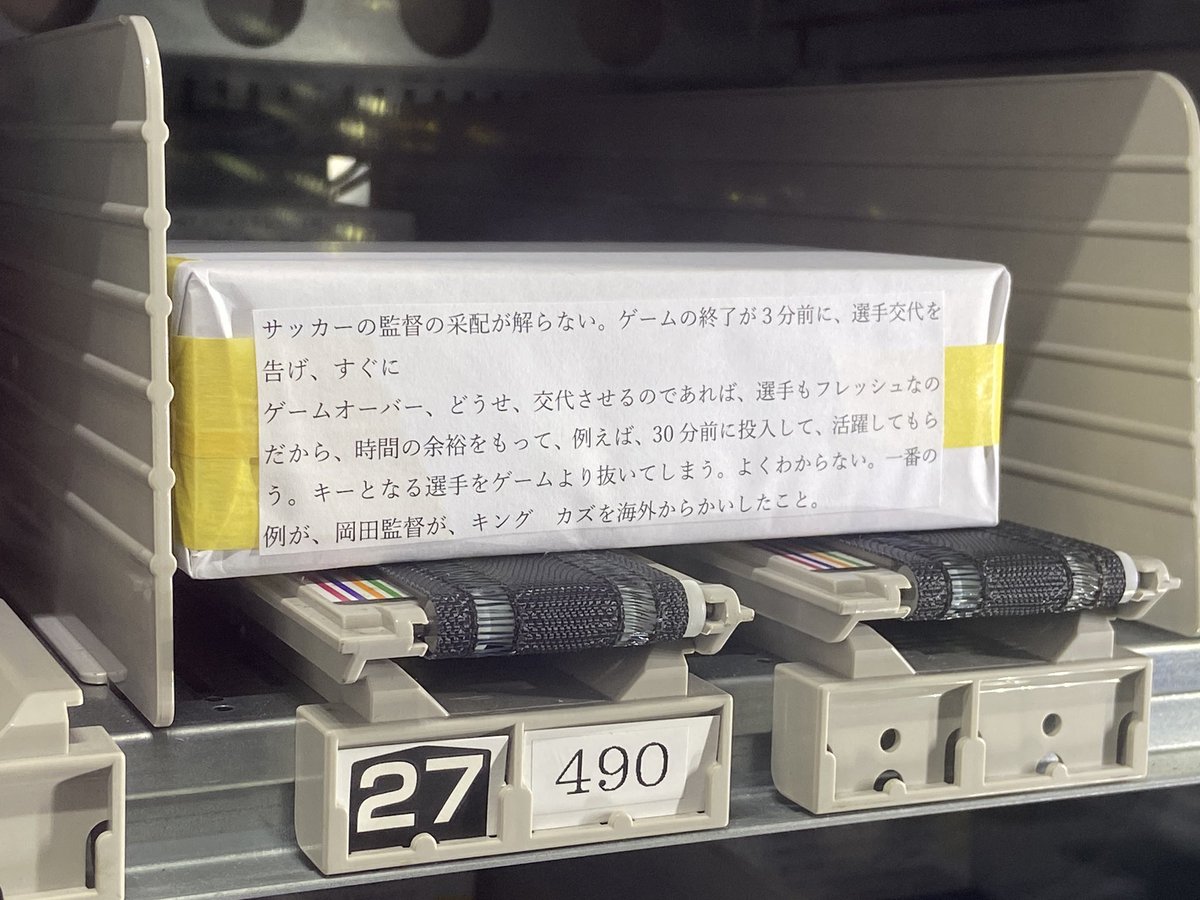 サッカーの監督の采配が解らない。ゲームの終了が3分前に、選手交代を
告げ、すぐに
ゲームオーバー、どうせ、交代させるのであれば、選手もフレッシュなの
だから、時間の余裕をもって、例えば、30分前に投入して、活躍してもら
う。キーとなる選手をゲームより抜いてしまう。よくわからない。一番の
例が、岡田監督が、キング　カズを海外からかいしたこと。
27
490